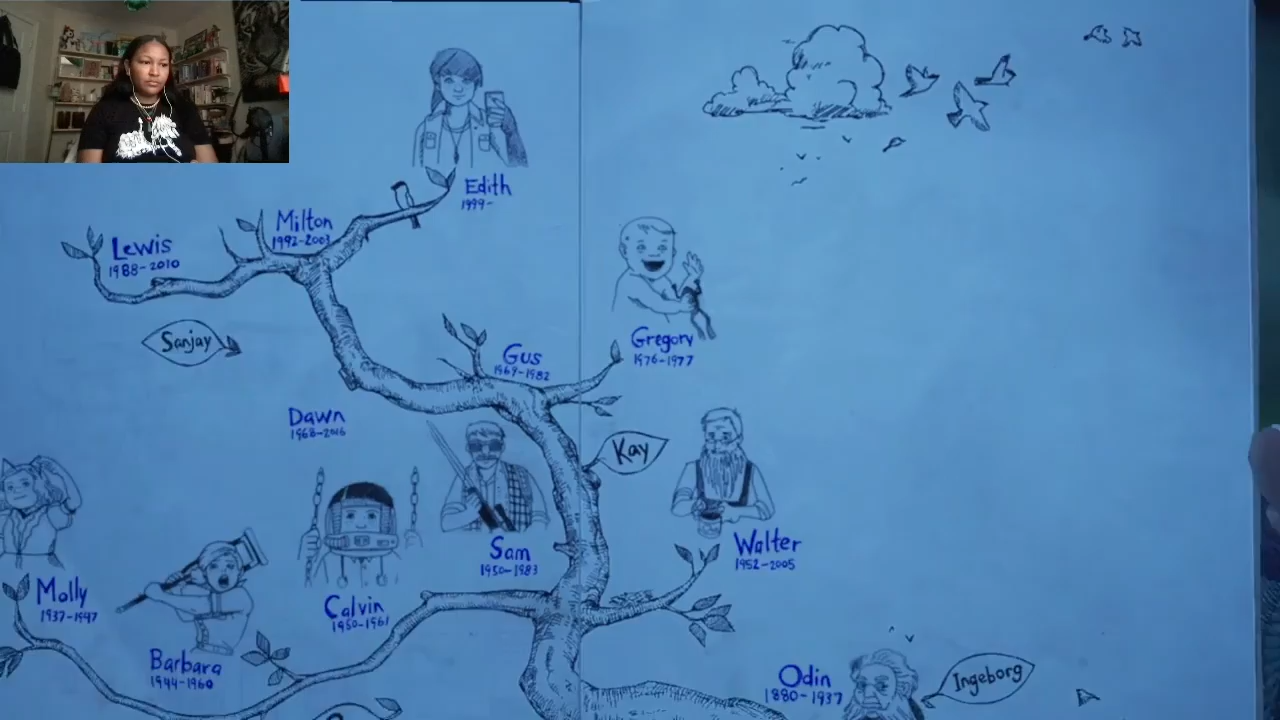 Edith
1999-
Milton
1992-2003
Lewis
1988-2010
Sanjay
Gregory
1976-1977
Gus
1969-1982
Dawn
1968-2016
Kay
Sam
1950-1983
Walter
1952-2005
Calvin
1950-1961
Molly
1937-1947
Barbara
1944-1960
Odin
1880-1937
Ingeborg